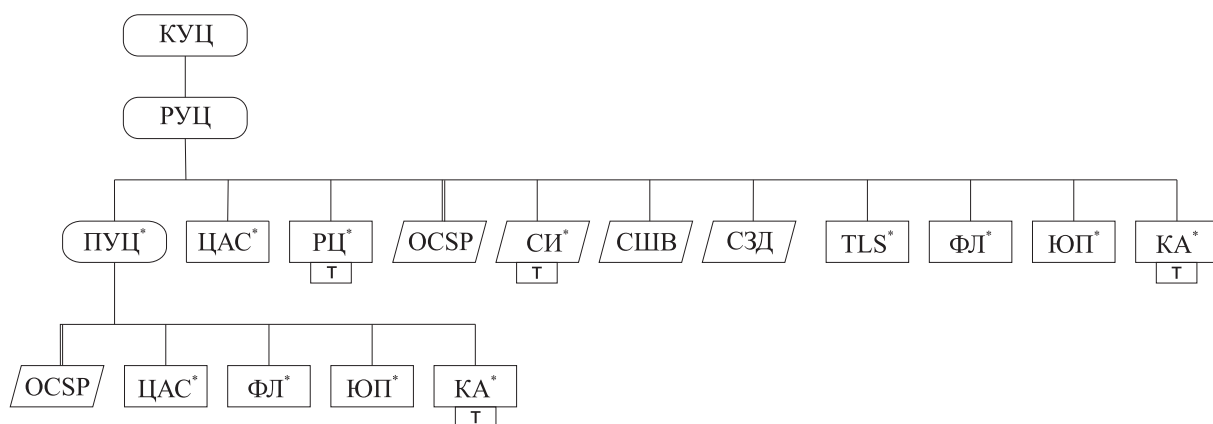 КУЦ
РУЦ
ПУЦ* ЦАС* РЦ* OCSP СИ* СШВ СЗД TLS* ФЛ* ЮП* КА*
Т Т Т
OCSP ЦАС* ФЛ* ЮП* КА*
Т